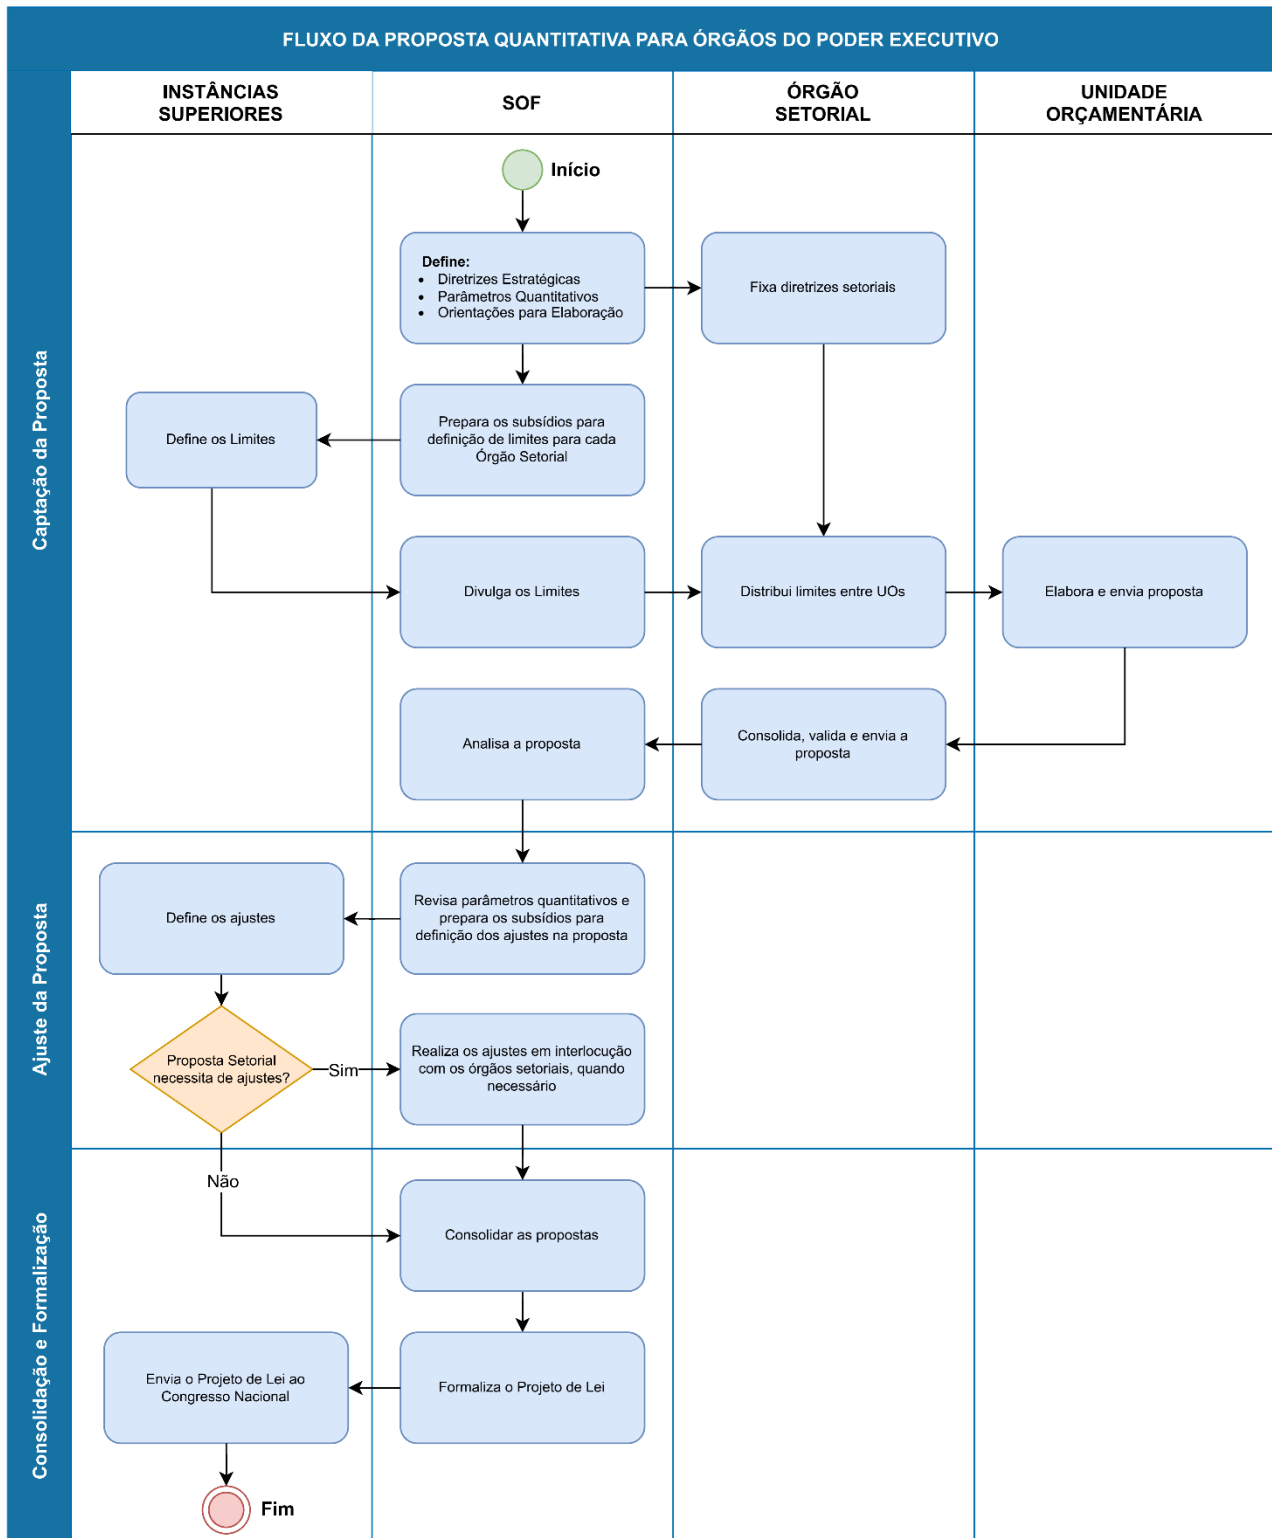 FLUXO DA PROPOSTA QUANTITATIVA PARA ÓRGÃOS DO PODER EXECUTIVO
INSTÂNCIAS
SUPERIORES
SOF
ÓRGÃO
SETORIAL
UNIDADE
ORÇAMENTÁRIA
Captação da Proposta
Início
Define:
• Diretrizes Estratégicas
• Parâmetros Quantitativos
• Orientações para Elaboração
Fixa diretrizes setoriais
Define os Limites
Prepara os subsídios para
definição de limites para cada
Órgão Setorial
Divulga os Limites
Distribui limites entre UOs
Elabora e envia proposta
Analisa a proposta
Consolida, valida e envia a
proposta
Ajuste da Proposta
Define os ajustes
Revisa parâmetros quantitativos e
prepara os subsídios para
definição dos ajustes na proposta
Proposta Setorial
necessita de ajustes?
Sim
Realiza os ajustes em interlocução
com os órgãos setoriais, quando
necessário
Consolidação e Formalização
Não
Consolidar as propostas
Envia o Projeto de Lei ao
Congresso Nacional
Formaliza o Projeto de Lei
Fim